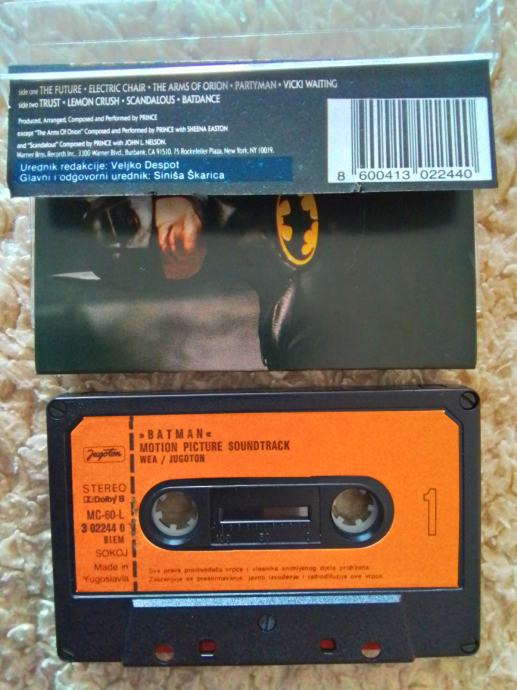 side one THE FUTURE • ELECTRIC CHAIR • THE ARMS OF ORION • PARTYMAN • VICKI WAITING
side two TRUST • LEMON CRUSH • SCANDALOUS • BATDANCE
Produced, Arranged, Composed and Performed by PRINCE
except "The Arms Of Orion" Composed and Performed by PRINCE with SHEENA EASTON
and "Scandalous" Composed by PRINCE with JOHN L. NELSON.
Warner Bros. Records Inc., 3300 Warner Blvd., Burbank, CA 91510. 75 Rockefeller Plaza, New York, NY 10019.
Urednik redakcije: Veljko Despot
Glavni i odgovorni urednik: Siniša Škarica
8 600413 022440
»BATMAN«
MOTION PICTURE SOUNDTRACK
WEA / JUGOTON
Jugoton
STEREO
Dolby B
MC-60-L
3 02244 0
BIEM
SOKOJ
Made in
Yugoslavia
1
100 50 0
Sva prava proizvođača vrpce i vlasnika snimljenog djela pridržana.
Zabranjuje se presnimavanje, javno izvođenje i radiodifuzija ove vrpce.